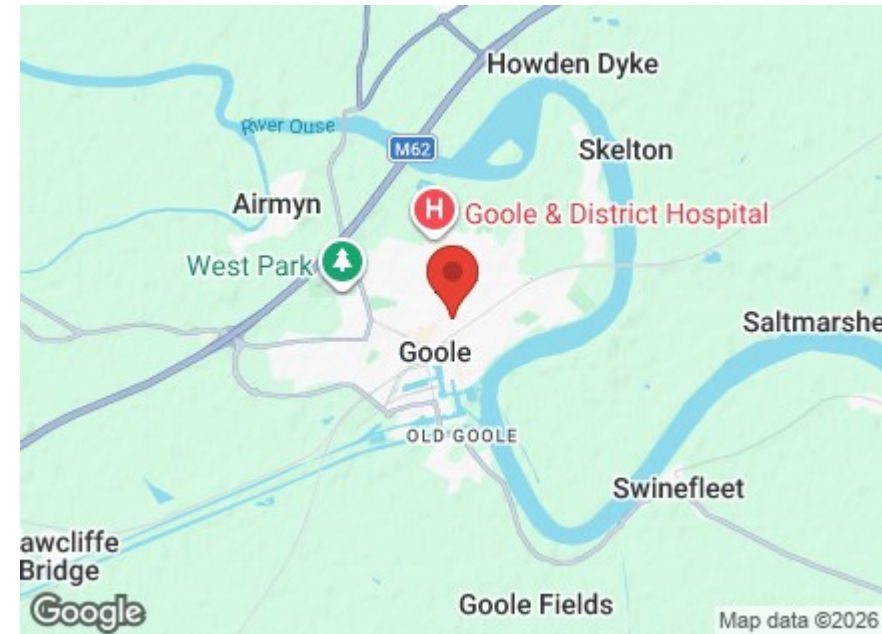 Howden Dyke
River Ouse
M62
Skelton
Airmyn
H
Goole & District Hospital
West Park
Saltmarshe
Goole
OLD GOOLE
Swinefleet
awcliffe
Bridge
Goole Fields
Google
Map data ©2026